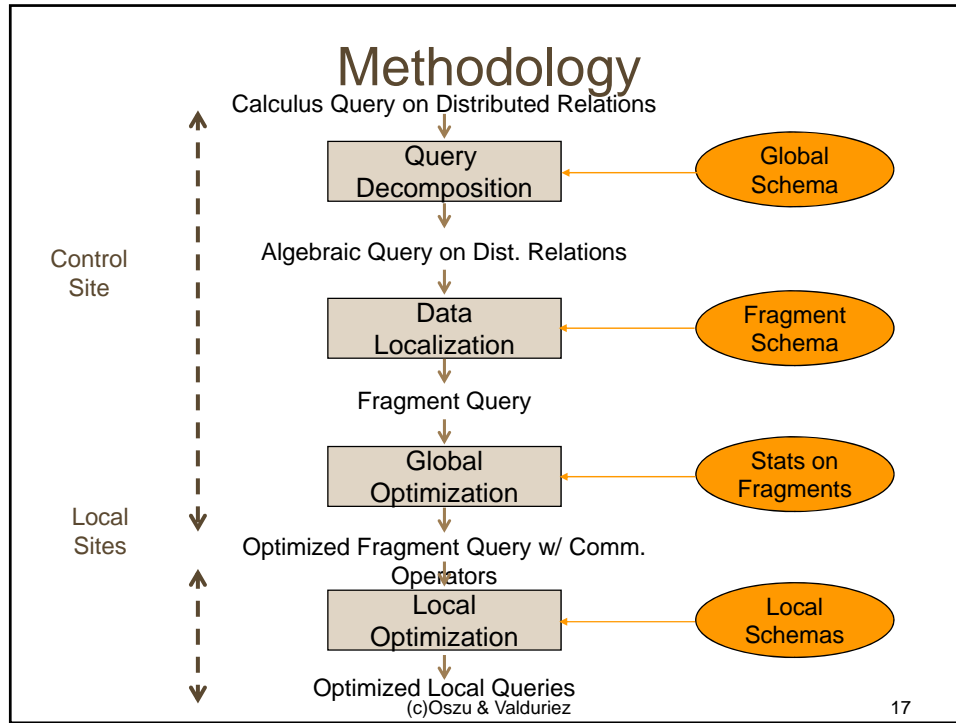 Methodology
Calculus Query on Distributed Relations
Query
Decomposition
Global
Schema
Algebraic Query on Dist. Relations
Control
Site
Data
Localization
Fragment
Schema
Fragment Query
Global
Optimization
Stats on
Fragments
Local
Sites
Optimized Fragment Query w/ Comm.
Operators
Local
Optimization
Local
Schemas
Optimized Local Queries
(c)Oszu & Valduriez
17